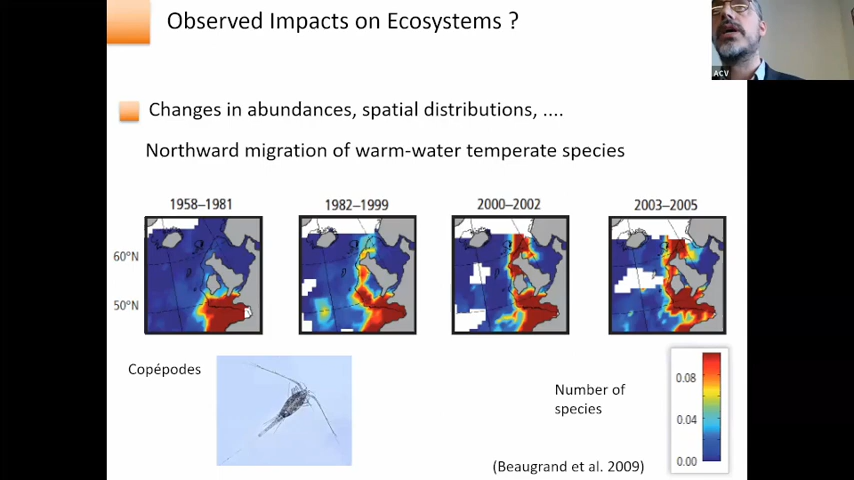 Observed Impacts on Ecosystems ?
ACV
Changes in abundances, spatial distributions, ....
Northward migration of warm-water temperate species
1958–1981
1982–1999
2000–2002
2003–2005
60°N
50°N
Copépodes
Number of
species
0.08
0.04
0.00
(Beaugrand et al. 2009)